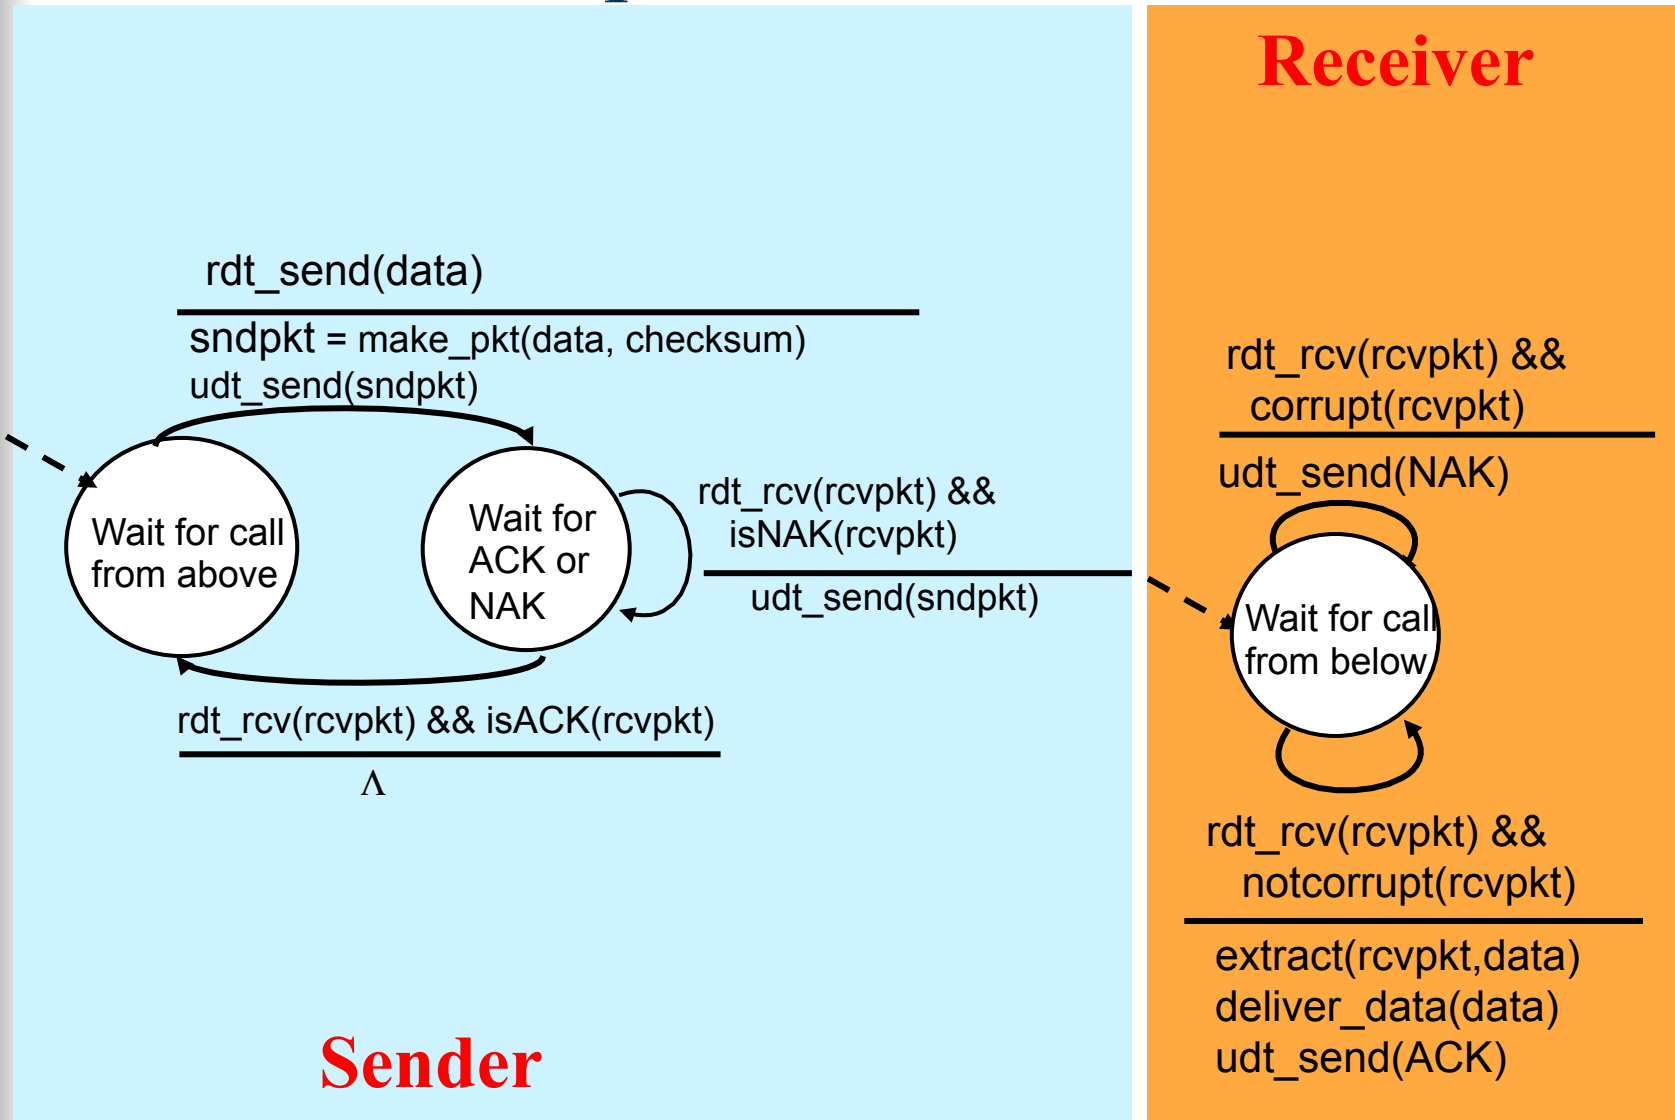 rdt_send(data)
sndpkt = make_pkt(data, checksum)
udt_send(sndpkt)
Wait for call
from above
Wait for
ACK or
NAK
rdt_rcv(rcvpkt) &&
isNAK(rcvpkt)
udt_send(sndpkt)
rdt_rcv(rcvpkt) && isACK(rcvpkt)
Λ
Sender
Receiver
rdt_rcv(rcvpkt) &&
corrupt(rcvpkt)
udt_send(NAK)
Wait for call
from below
rdt_rcv(rcvpkt) &&
notcorrupt(rcvpkt)
extract(rcvpkt,data)
deliver_data(data)
udt_send(ACK)